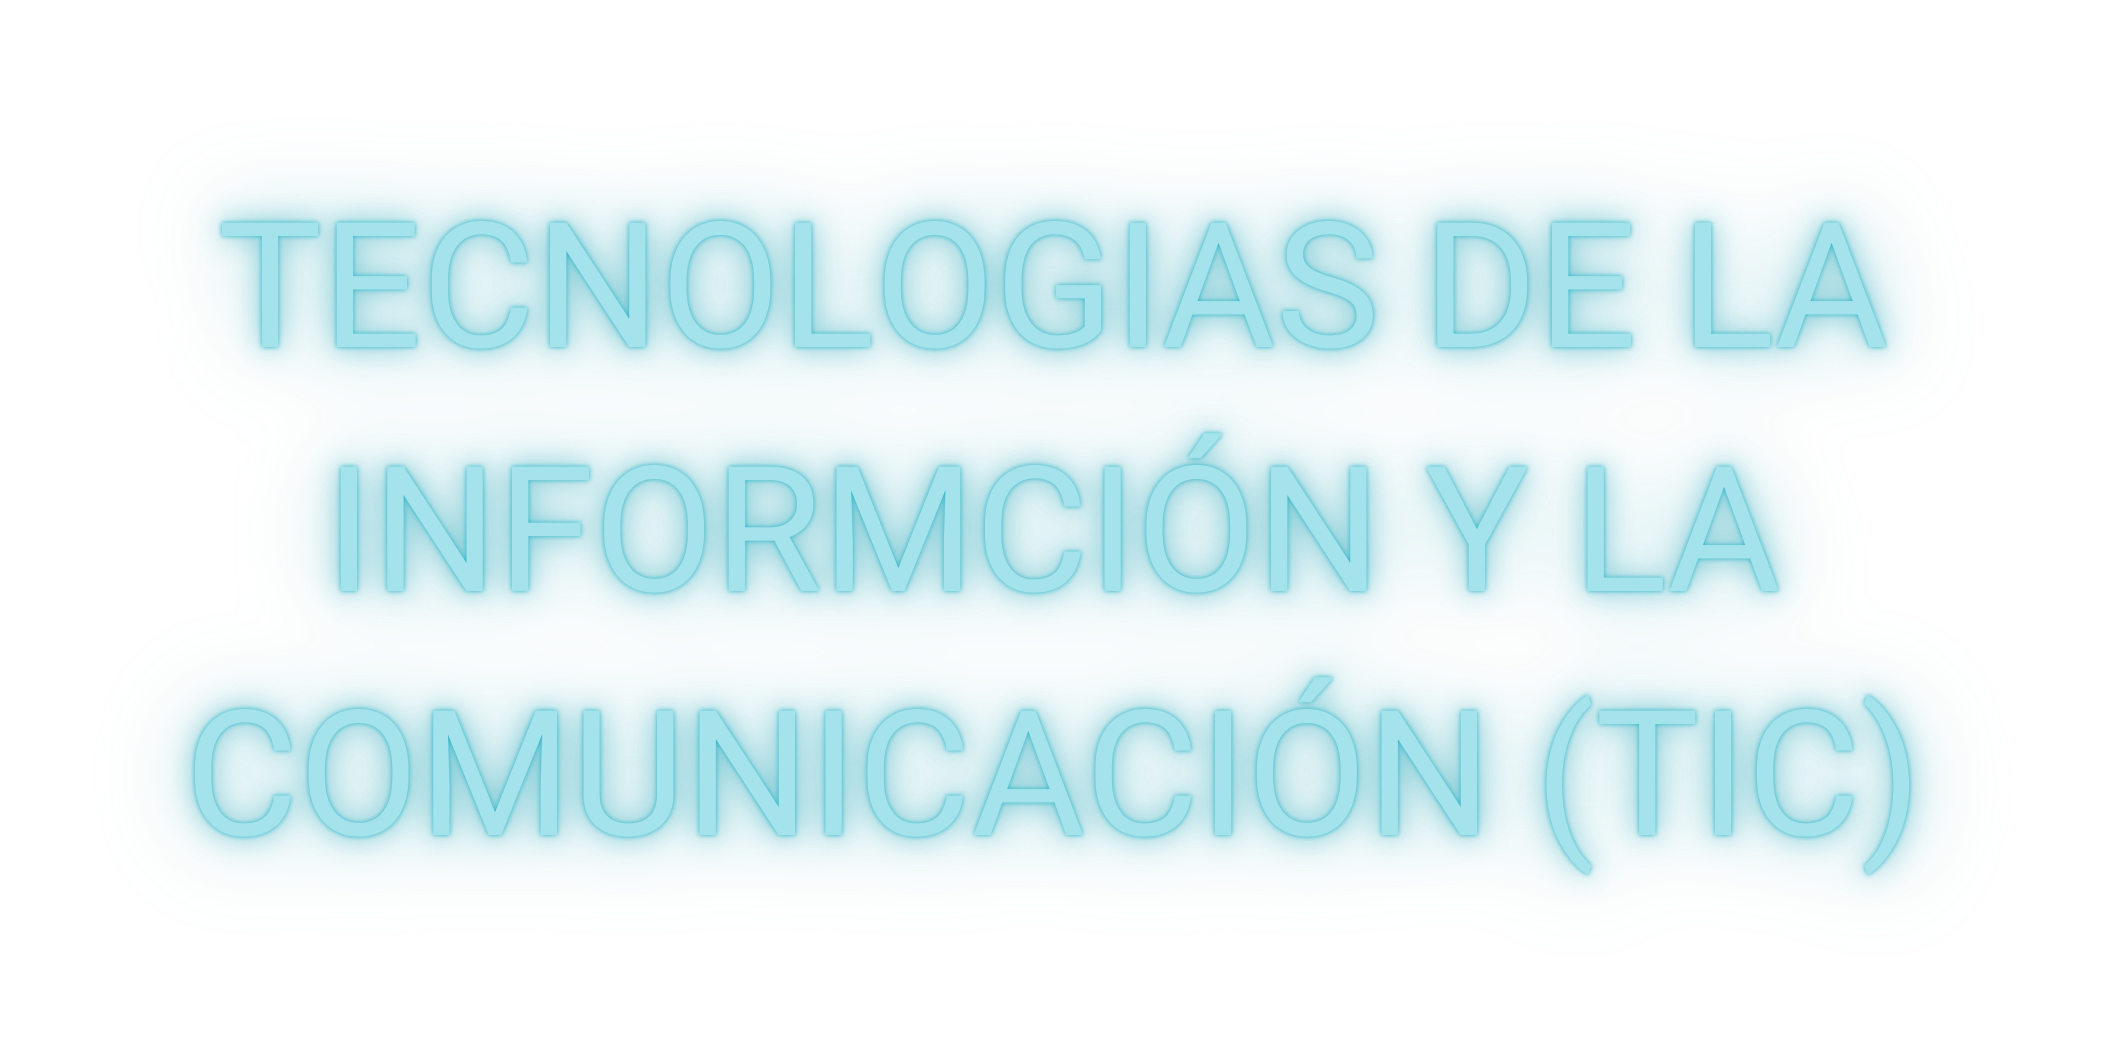 TECNOLOGIAS DE LA
INFORMCIÓN Y LA
COMUNICACIÓN (TIC)